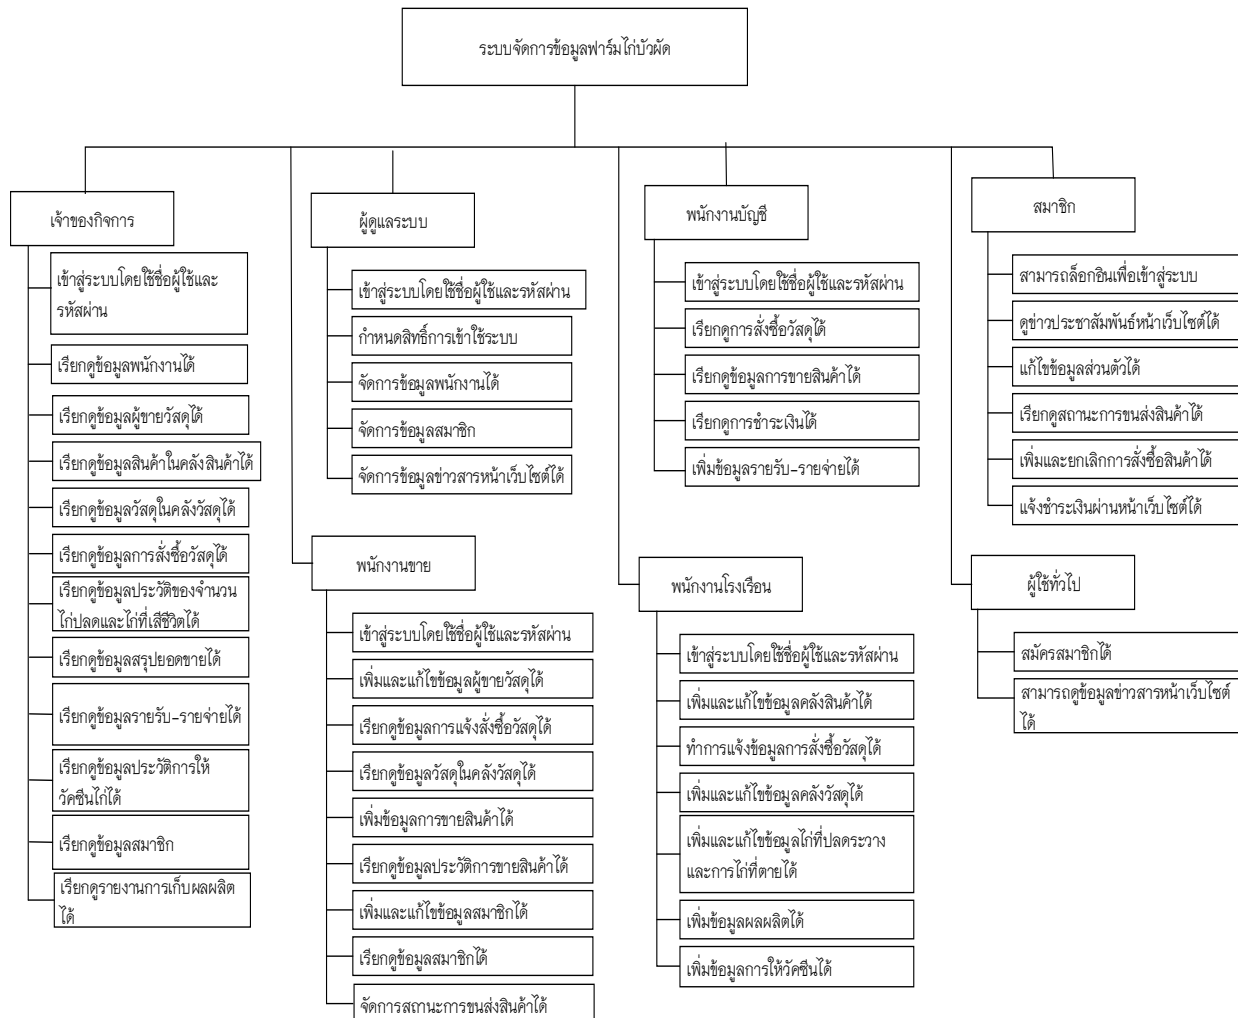 ระบบจัดการข้อมูลฟาร์มไก่บัวผัด
เจ้าของกิจการ
เข้าสู่ระบบโดยใช้ชื่อผู้ใช้และ
รหัสผ่าน
เรียกดูข้อมูลพนักงานได้
เรียกดูข้อมูลผู้ขายวัสดุได้
เรียกดูข้อมูลสินค้าในคลังสินค้าได้
เรียกดูข้อมูลวัสดุในคลังวัสดุได้
เรียกดูข้อมูลการสั่งซื้อวัสดุได้
เรียกดูข้อมูลประวัติของจำนวน
ไก่ปลดและไก่ที่เสีชีวิตได้
เรียกดูข้อมูลสรุปยอดขายได้
เรียกดูข้อมูลรายรับ-รายจ่ายได้
เรียกดูข้อมูลประวัติการให้
วัคซีนไก่ได้
เรียกดูข้อมูลสมาชิก
เรียกดูรายงานการเก็บผลผลิต
ได้
ผู้ดูแลระบบ
เข้าสู่ระบบโดยใช้ชื่อผู้ใช้และรหัสผ่าน
กำหนดสิทธิ์การเข้าใช้ระบบ
จัดการข้อมูลพนักงานได้
จัดการข้อมูลสมาชิก
จัดการข้อมูลข่าวสารหน้าเว็บไซต์ได้
พนักงานขาย
เข้าสู่ระบบโดยใช้ชื่อผู้ใช้และรหัสผ่าน
เพิ่มและแก้ไขข้อมูลผู้ขายวัสดุได้
เรียกดูข้อมูลการแจ้งสั่งซื้อวัสดุได้
เรียกดูข้อมูลวัสดุในคลังวัสดุได้
เพิ่มข้อมูลการขายสินค้าได้
เรียกดูข้อมูลประวัติการขายสินค้าได้
เพิ่มและแก้ไขข้อมูลสมาชิกได้
เรียกดูข้อมูลสมาชิกได้
จัดการสถานะการขนส่งสินค้าได้
พนักงานบัญชี
เข้าสู่ระบบโดยใช้ชื่อผู้ใช้และรหัสผ่าน
เรียกดูการสั่งซื้อวัสดุได้
เรียกดูข้อมูลการขายสินค้าได้
เรียกดูการชำระเงินได้
เพิ่มข้อมูลรายรับ-รายจ่ายได้
พนักงานโรงเรือน
เข้าสู่ระบบโดยใช้ชื่อผู้ใช้และรหัสผ่าน
เพิ่มและแก้ไขข้อมูลคลังสินค้าได้
ทำการแจ้งข้อมูลการสั่งซื้อวัสดุได้
เพิ่มและแก้ไขข้อมูลคลังวัสดุได้
เพิ่มและแก้ไขข้อมูลไก่ที่ปลดระวาง
และการไก่ที่ตายได้
เพิ่มข้อมูลผลผลิตได้
เพิ่มข้อมูลการให้วัคซีนได้
สมาชิก
สามารถล็อกอินเพื่อเข้าสู่ระบบ
ดูข่าวประชาสัมพันธ์หน้าเว็บไซต์ได้
แก้ไขข้อมูลส่วนตัวได้
เรียกดูสถานะการขนส่งสินค้าได้
เพิ่มและยกเลิกการสั่งซื้อสินค้าได้
แจ้งชำระเงินผ่านหน้าเว็บไซต์ได้
ผู้ใช้ทั่วไป
สมัครสมาชิกได้
สามารถดูข้อมูลข่าวสารหน้าเว็บไซต์
ได้